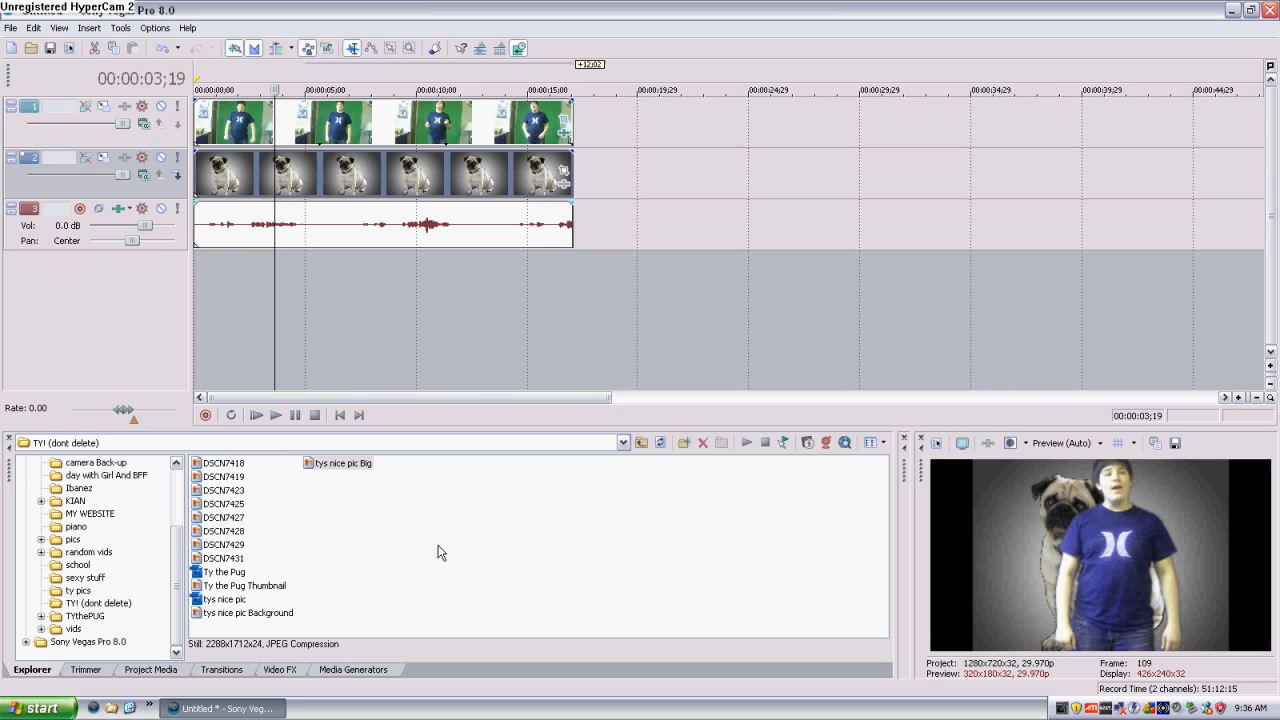 Unregistered HyperCam 2
Sony Vegas Pro 8.0
File Edit View Insert Tools Options Help
00:00:03;19
+12;02
00:00:00;00 00:00:05;00 00:00:10;00 00:00:15;00 00:00:19;29 00:00:24;29 00:00:29;29 00:00:34;29 00:00:39;29 00:00:44;29
1
2
3
Vol: 0.0 dB
Pan: Center
Rate: 0.00
00:00:03;19
TY! (dont delete)
Preview (Auto)
camera Back-up
day with Girl And BFF
Ibanez
KIAN
MY WEBSITE
piano
pics
random vids
school
sexy stuff
ty pics
TY! (dont delete)
TYthePUG
vids
Sony Vegas Pro 8.0
DSCN7418
DSCN7419
DSCN7423
DSCN7425
DSCN7427
DSCN7428
DSCN7429
DSCN7431
Ty the Pug
Ty the Pug Thumbnail
tys nice pic
tys nice pic Background
tys nice pic Big
Still: 2288x1712x24, JPEG Compression
Explorer Trimmer Project Media Transitions Video FX Media Generators
Project: 1280x720x32, 29.970p Frame: 109
Preview: 320x180x32, 29.970p Display: 426x240x32
Record Time (2 channels): 51:12:15
start
Untitled * - Sony Veg...
9:36 AM